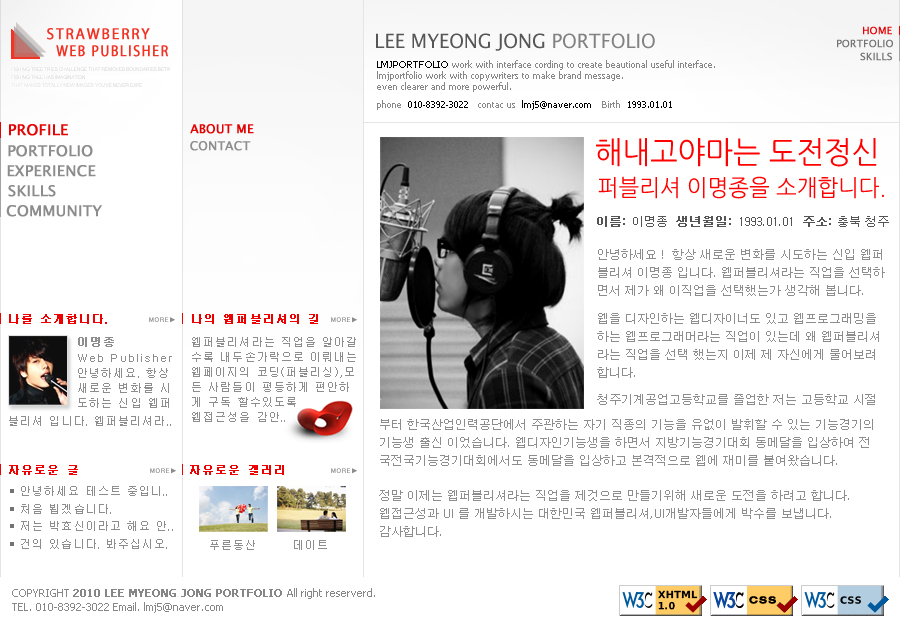 STRAWBERRY
WEB PUBLISHER
LEE MYEONG JONG PORTFOLIO
LMJPORTFOLIO work with interface cording to create beautional useful interface.
lmjportfolio work with copywriters to make brand message.
even clearer and more powerful.
phone 010-8392-3022 contac us lmj5@naver.com Birth 1993.01.01
HOME
PORTFOLIO
SKILLS
PROFILE
PORTFOLIO
EXPERIENCE
SKILLS
COMMUNITY
ABOUT ME
CONTACT
해내고야마는 도전정신
퍼블리셔 이명종을 소개합니다.
이름: 이명종 생년월일: 1993.01.01 주소: 충북 청주
안녕하세요 ! 항상 새로운 변화를 시도하는 신입 웹퍼
블리셔 이명종 입니다. 웹퍼블리셔라는 직업을 선택하
면서 제가 왜 이직업을 선택했는가 생각해 봅니다.
웹을 디자인하는 웹디자이너도 있고 웹프로그래밍을
하는 웹프로그래머라는 직업이 있는데 왜 웹퍼블리셔
라는 직업을 선택 했는지 이제 제 자신에게 물어보려
합니다.
청주기계공업고등학교를 졸업한 저는 고등학교 시절
부터 한국산업인력공단에서 주관하는 자기 직종의 기능을 유없이 발휘할 수 있는 기능경기의
기능생 출신 이었습니다. 웹디자인기능생을 하면서 지방기능경기대회 동메달을 입상하여 전
국전국기능경기대회에서도 동메달을 입상하고 본격적으로 웹에 재미를 붙여왔습니다.
정말 이제는 웹퍼블리셔라는 직업을 제것으로 만들기위해 새로운 도전을 하려고 합니다.
웹접근성과 UI 를 개발하시는 대한민국 웹퍼블리셔,UI개발자들에게 박수를 보냅니다.
감사합니다.
나를 소개합니다.
MORE
이명종
Web Publisher
안녕하세요, 항상
새로운 변화를 시
도하는 신입 웹퍼
블리셔 입니다. 웹퍼블리셔라..
나의 웹퍼블리셔의 길
MORE
웹퍼블리셔라는 직업을 알아갈
수록 내두손가락으로 이뤄내는
웹페이지의 코딩(퍼블리싱),모
든 사람들이 평등하게 편안하
게 구독 할수있도록
웹접근성을 감안..
자유로운 글
MORE
안녕하세요 테스트 중입니..
처음 뵙겠습니다.
저는 박효신이라고 해요 안..
건의 있습니다. 봐주십시오.
자유로운 갤러리
MORE
푸른동산 데이트
COPYRIGHT 2010 LEE MYEONG JONG PORTFOLIO All right reserverd.
TEL. 010-8392-3022 Email. lmj5@naver.com
W3C XHTML 1.0
W3C CSS
W3C CSS